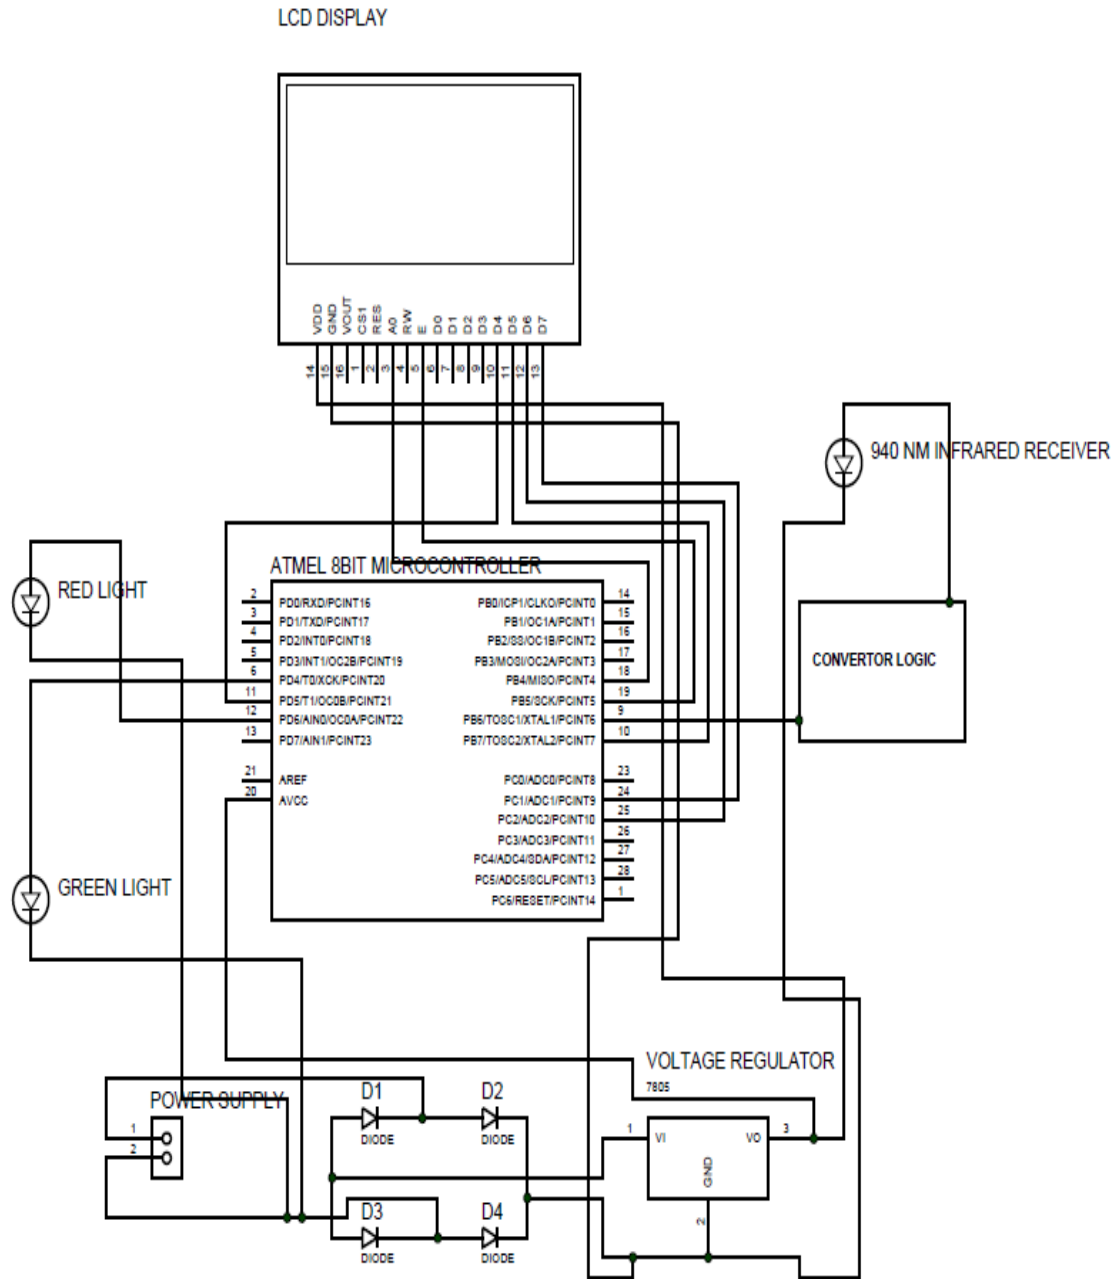 LCD DISPLAY
VDD
GND
VOUT
CS1
RES
A0
RW
E
D0
D1
D2
D3
D4
D5
D6
D7
14
15
16
1
2
3
4
5
6
7
8
9
10
11
12
13
940 NM INFRARED RECEIVER
ATMEL 8BIT MICROCONTROLLER
RED LIGHT
2 PD0/RXD/PCINT16
3 PD1/TXD/PCINT17
4 PD2/INT0/PCINT18
5 PD3/INT1/OC2B/PCINT19
6 PD4/T0/XCK/PCINT20
11 PD5/T1/OC0B/PCINT21
12 PD6/AIN0/OC0A/PCINT22
13 PD7/AIN1/PCINT23
21 AREF
20 AVCC
PB0/ICP1/CLKO/PCINT0 14
PB1/OC1A/PCINT1 15
PB2/SS/OC1B/PCINT2 16
PB3/MOSI/OC2A/PCINT3 17
PB4/MISO/PCINT4 18
PB5/SCK/PCINT5 19
PB6/TOSC1/XTAL1/PCINT6 9
PB7/TOSC2/XTAL2/PCINT7 10
PC0/ADC0/PCINT8 23
PC1/ADC1/PCINT9 24
PC2/ADC2/PCINT10 25
PC3/ADC3/PCINT11 26
PC4/ADC4/SDA/PCINT12 27
PC5/ADC5/SCL/PCINT13 28
PC6/RESET/PCINT14 1
CONVERTOR LOGIC
GREEN LIGHT
VOLTAGE REGULATOR
7805
POWER SUPPLY
1
2
D1
DIODE
D2
DIODE
1 VI
VO 3
GND
2
D3
DIODE
D4
DIODE